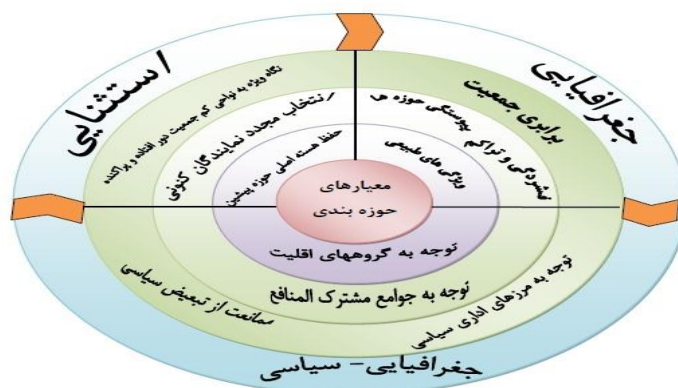 معیارهای
حوزه بندی
جغرافیایی
برابری جمعیت
فشردگی و تراکم پیوستگی حوزه ها
ویژگی های طبیعی
استثنایی
نگاه ویژه به نواحی کم جمعیت دور افتاده و پراکنده
انتخاب مجدد نمایندگان کنونی
حفظ هسته اصلی حوزه پیشین
توجه به گروههای اقلیت
توجه به جوامع مشترک المنافع
ممانعت از تبعیض سیاسی
توجه به مرزهای اداری سیاسی
جغرافیایی- سیاسی